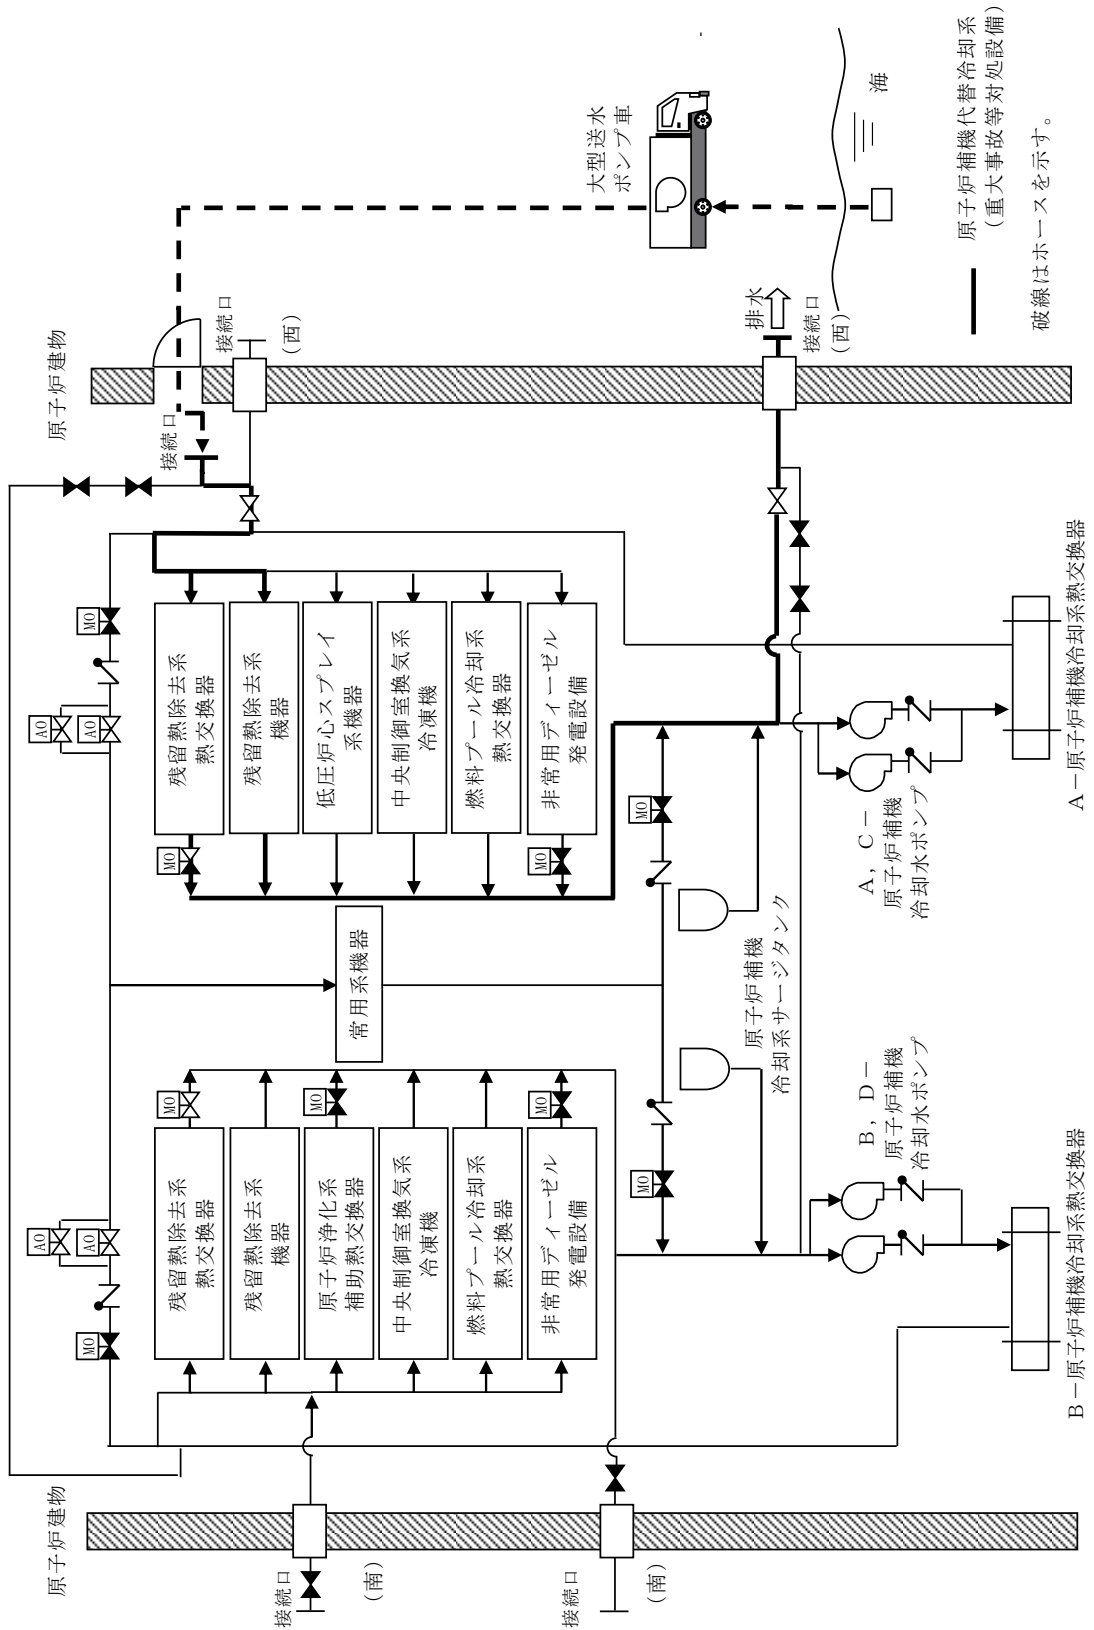 原子炉建物
原子炉建物
接続口
(南)
接続口
(南)
接続口
接続口
(西)
接続口
(西)
排水
大型送水
ポンプ車
海
原子炉補機代替冷却系
(重大事故等対処設備)
破線はホースを示す。
MO
AO
AO
AO
AO
MO
残留熱除去系
熱交換器
残留熱除去系
機器
原子炉浄化系
補助熱交換器
中央制御室換気系
冷凍機
燃料プール冷却系
熱交換器
非常用ディーゼル
発電設備
MO
MO
MO
常用系機器
MO
MO
残留熱除去系
熱交換器
残留熱除去系
機器
低圧炉心スプレイ
系機器
中央制御室換気系
冷凍機
燃料プール冷却系
熱交換器
非常用ディーゼル
発電設備
MO
MO
原子炉補機
冷却系サージタンク
B, D-
原子炉補機
冷却水ポンプ
A, C-
原子炉補機
冷却水ポンプ
B-原子炉補機冷却系熱交換器
A-原子炉補機冷却系熱交換器